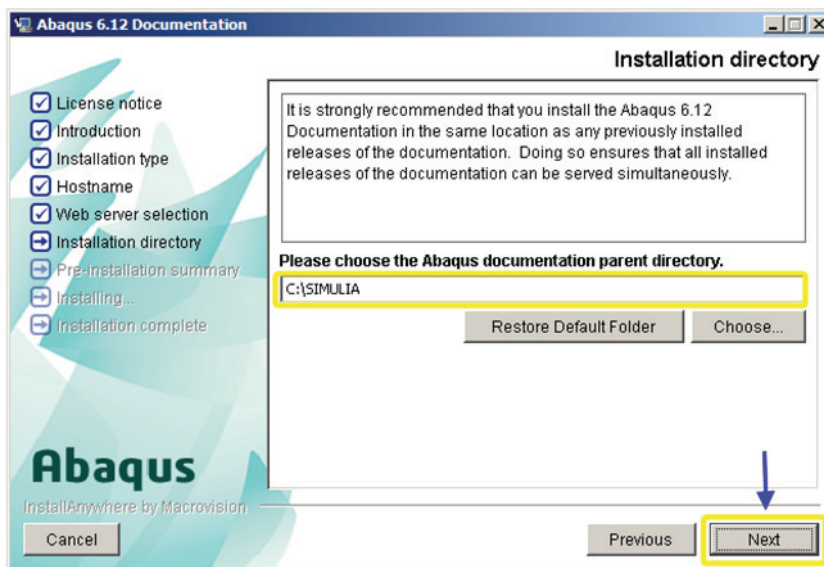 Abaqus 6.12 Documentation
Installation directory
License notice
Introduction
Installation type
Hostname
Web server selection
Installation directory
Pre-installation summary
Installing...
Installation complete
It is strongly recommended that you install the Abaqus 6.12
Documentation in the same location as any previously installed
releases of the documentation. Doing so ensures that all installed
releases of the documentation can be served simultaneously.
Please choose the Abaqus documentation parent directory.
C:\SIMULIA
Restore Default Folder Choose...
Abaqus
InstallAnywhere by Macrovision
Cancel Previous Next